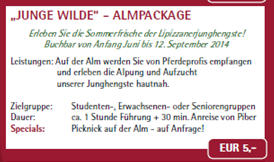 „JUNGE WILDE" – ALMPACKAGE
Erleben Sie die Sommerfrische der Lipizzanerjunghengste!
Buchbar von Anfang Juni bis 12. September 2014
Leistungen: Auf der Alm werden Sie von Pferdeprofis empfangen
und erleben die Alpung und Aufzucht
unserer Junghengste hautnah.
Zielgruppe: Studenten-, Erwachsenen- oder Seniorengruppen
Dauer: ca. 1 Stunde Führung + 30 min. Anreise von Piber
Specials: Picknick auf der Alm - auf Anfrage!
EUR 5,–